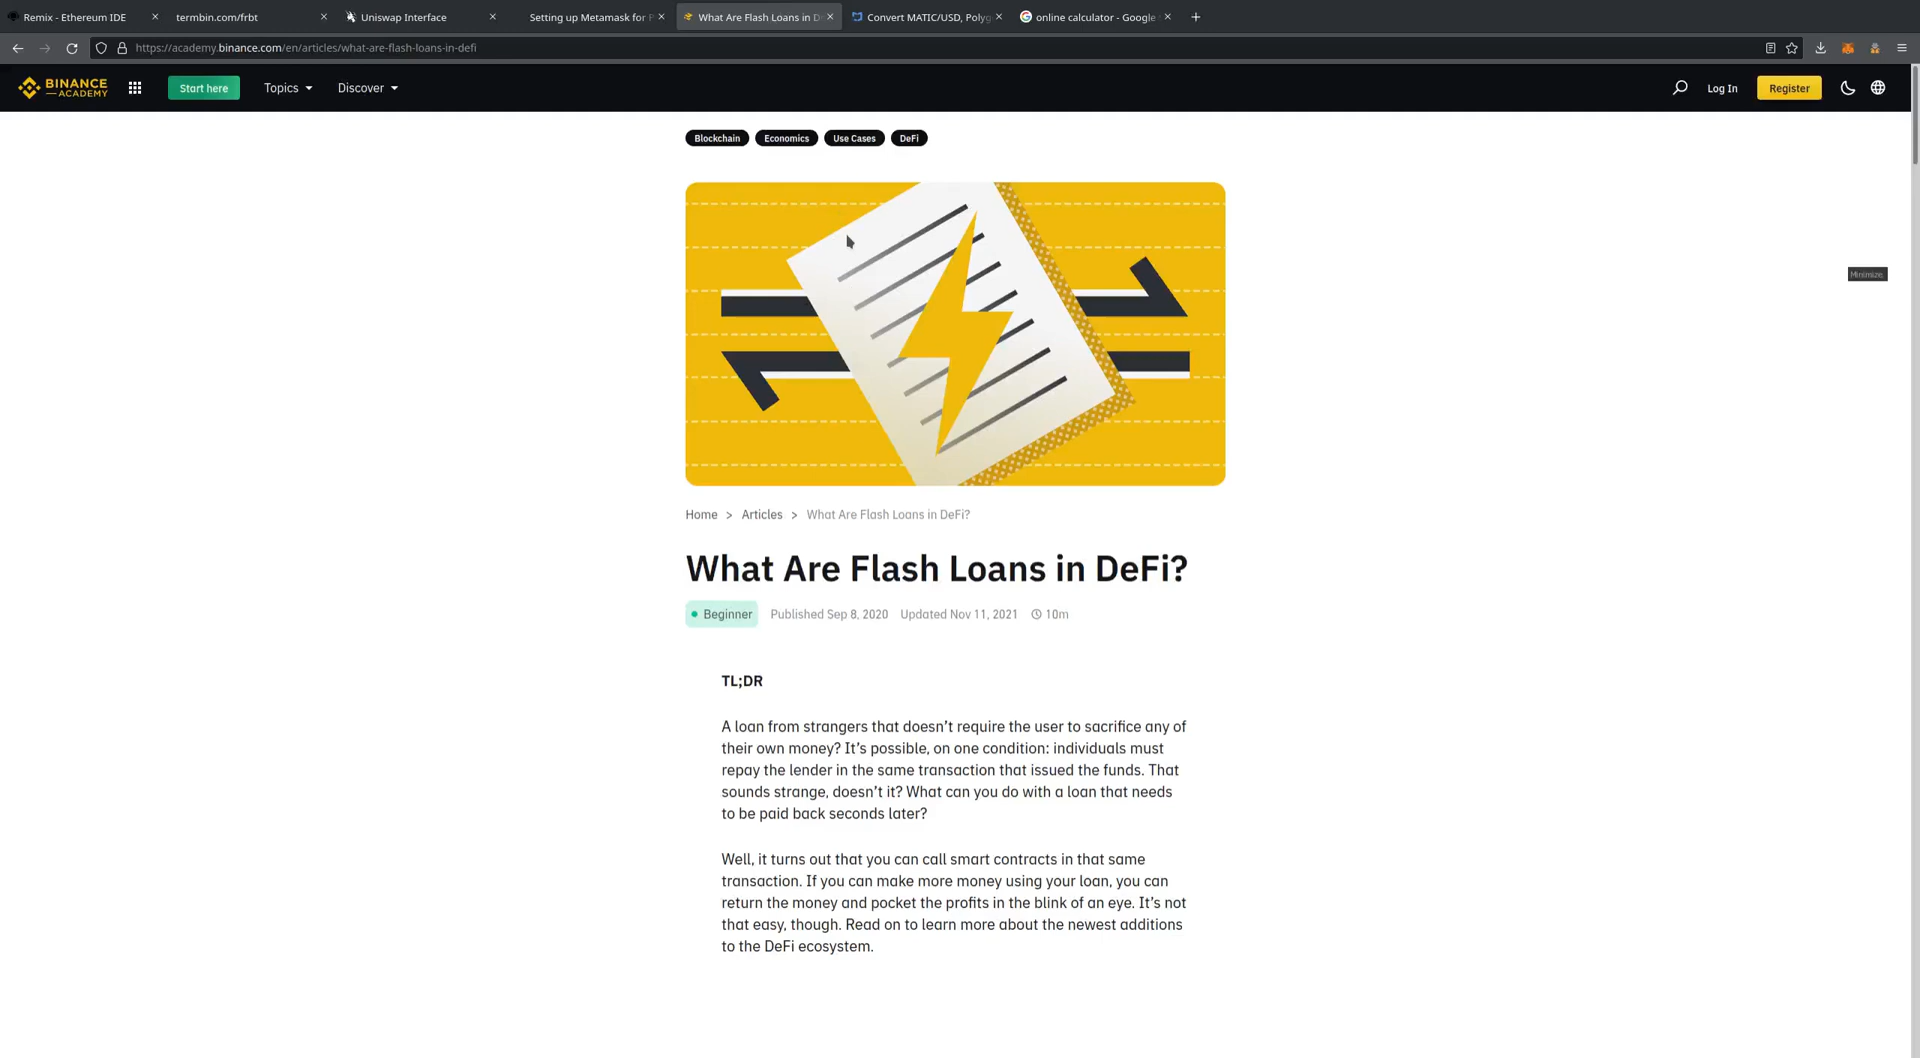 Remix - Ethereum IDE
termbin.com/frbt
Uniswap Interface
Setting up Metamask for P
What Are Flash Loans in D
Convert MATIC/USD, Polyg
online calculator - Google
https://academy.binance.com/en/articles/what-are-flash-loans-in-defi
BINANCE
ACADEMY
Start here
Topics
Discover
Log In
Register
Blockchain
Economics
Use Cases
DeFi
Minimize
Home > Articles > What Are Flash Loans in DeFi?
What Are Flash Loans in DeFi?
Beginner Published Sep 8, 2020 Updated Nov 11, 2021 10m
TL;DR
A loan from strangers that doesn’t require the user to sacrifice any of
their own money? It’s possible, on one condition: individuals must
repay the lender in the same transaction that issued the funds. That
sounds strange, doesn’t it? What can you do with a loan that needs
to be paid back seconds later?
Well, it turns out that you can call smart contracts in that same
transaction. If you can make more money using your loan, you can
return the money and pocket the profits in the blink of an eye. It’s not
that easy, though. Read on to learn more about the newest additions
to the DeFi ecosystem.